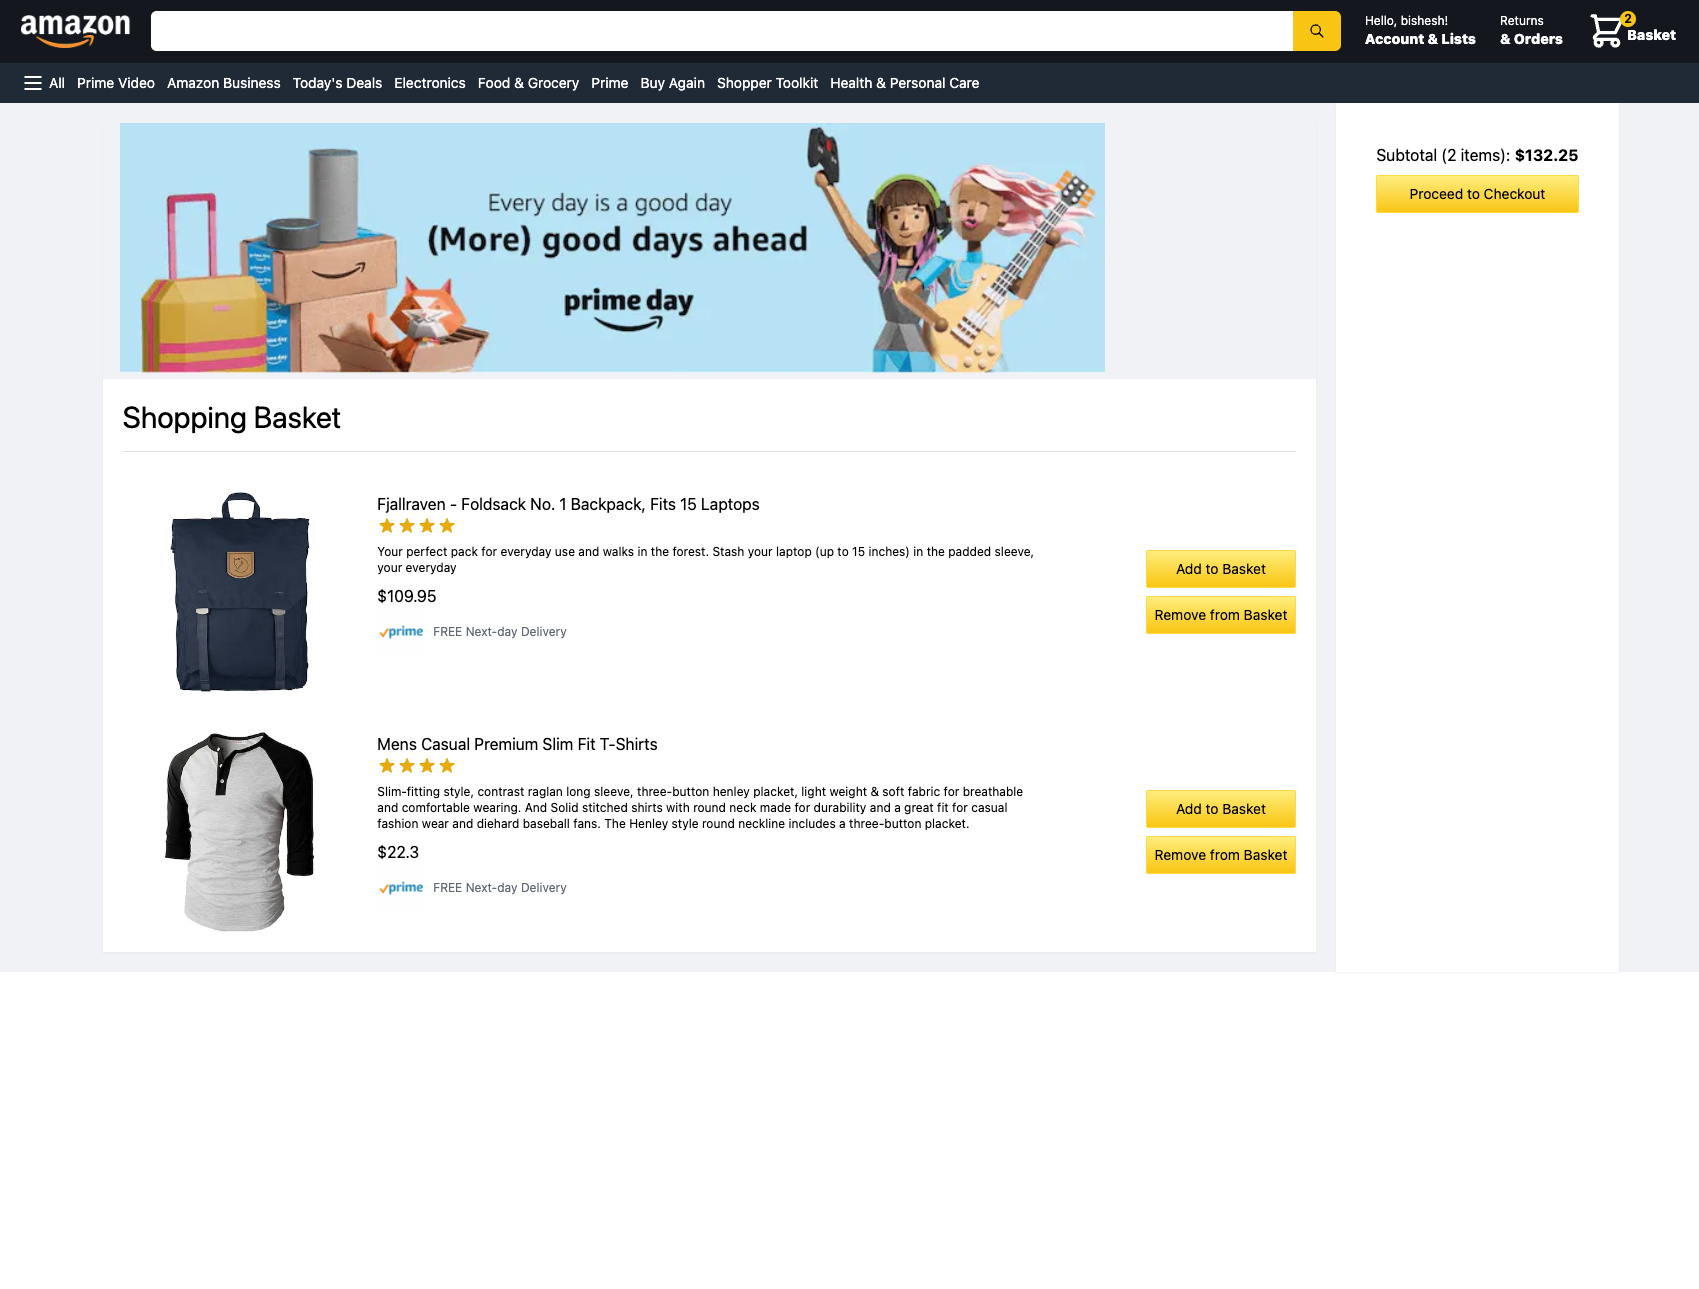 amazon
Hello, bishesh!
Account & Lists
Returns
& Orders
2
Basket
All Prime Video Amazon Business Today's Deals Electronics Food & Grocery Prime Buy Again Shopper Toolkit Health & Personal Care
Every day is a good day
(More) good days ahead
prime day
Subtotal (2 items): $132.25
Proceed to Checkout
Shopping Basket
Fjallraven - Foldsack No. 1 Backpack, Fits 15 Laptops
Your perfect pack for everyday use and walks in the forest. Stash your laptop (up to 15 inches) in the padded sleeve,
your everyday
$109.95
prime FREE Next-day Delivery
Add to Basket
Remove from Basket
Mens Casual Premium Slim Fit T-Shirts
Slim-fitting style, contrast raglan long sleeve, three-button henley placket, light weight & soft fabric for breathable
and comfortable wearing. And Solid stitched shirts with round neck made for durability and a great fit for casual
fashion wear and diehard baseball fans. The Henley style round neckline includes a three-button placket.
$22.3
prime FREE Next-day Delivery
Add to Basket
Remove from Basket